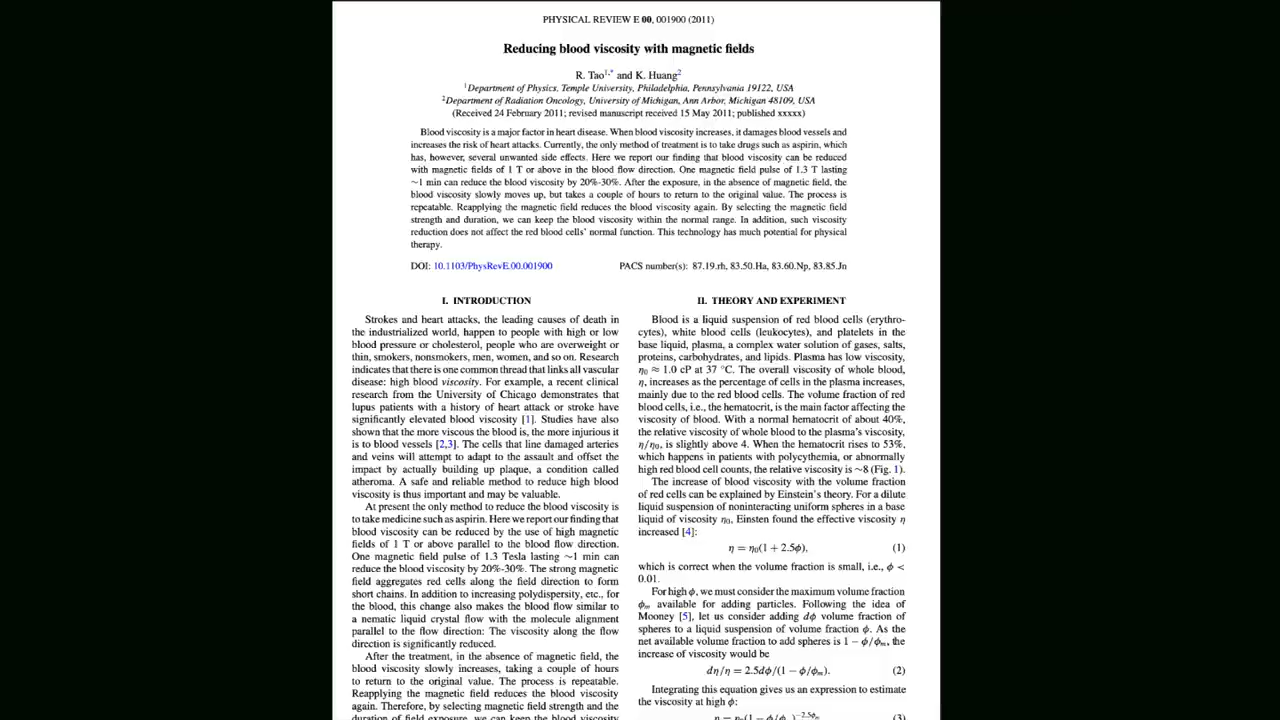 PHYSICAL REVIEW E 00, 001900 (2011)
Reducing blood viscosity with magnetic fields
R. Tao1,* and K. Huang2
1Department of Physics, Temple University, Philadelphia, Pennsylvania 19122, USA
2Department of Radiation Oncology, University of Michigan, Ann Arbor, Michigan 48109, USA
(Received 24 February 2011; revised manuscript received 15 May 2011; published xxxxx)
Blood viscosity is a major factor in heart disease. When blood viscosity increases, it damages blood vessels and
increases the risk of heart attacks. Currently, the only method of treatment is to take drugs such as aspirin, which
has, however, several unwanted side effects. Here we report our finding that blood viscosity can be reduced
with magnetic fields of 1 T or above in the blood flow direction. One magnetic field pulse of 1.3 T lasting
~1 min can reduce the blood viscosity by 20%-30%. After the exposure, in the absence of magnetic field, the
blood viscosity slowly moves up, but takes a couple of hours to return to the original value. The process is
repeatable. Reapplying the magnetic field reduces the blood viscosity again. By selecting the magnetic field
strength and duration, we can keep the blood viscosity within the normal range. In addition, such viscosity
reduction does not affect the red blood cells' normal function. This technology has much potential for physical
therapy.
DOI: 10.1103/PhysRevE.00.001900 PACS number(s): 87.19.rh, 83.50.Ha, 83.60.Np, 83.85.Jn
I. INTRODUCTION
Strokes and heart attacks, the leading causes of death in
the industrialized world, happen to people with high or low
blood pressure or cholesterol, people who are overweight or
thin, smokers, nonsmokers, men, women, and so on. Research
indicates that there is one common thread that links all vascular
disease: high blood viscosity. For example, a recent clinical
research from the University of Chicago demonstrates that
lupus patients with a history of heart attack or stroke have
significantly elevated blood viscosity [1]. Studies have also
shown that the more viscous the blood is, the more injurious it
is to blood vessels [2,3]. The cells that line damaged arteries
and veins will attempt to adapt to the assault and offset the
impact by actually building up plaque, a condition called
atheroma. A safe and reliable method to reduce high blood
viscosity is thus important and may be valuable.
At present the only method to reduce the blood viscosity is
to take medicine such as aspirin. Here we report our finding that
blood viscosity can be reduced by the use of high magnetic
fields of 1 T or above parallel to the blood flow direction.
One magnetic field pulse of 1.3 Tesla lasting ~1 min can
reduce the blood viscosity by 20%-30%. The strong magnetic
field aggregates red cells along the field direction to form
short chains. In addition to increasing polydispersity, etc., for
the blood, this change also makes the blood flow similar to
a nematic liquid crystal flow with the molecule alignment
parallel to the flow direction: The viscosity along the flow
direction is significantly reduced.
After the treatment, in the absence of magnetic field, the
blood viscosity slowly increases, taking a couple of hours
to return to the original value. The process is repeatable.
Reapplying the magnetic field reduces the blood viscosity
again. Therefore, by selecting magnetic field strength and the
duration of field exposure, we can keep the blood viscosity
II. THEORY AND EXPERIMENT
Blood is a liquid suspension of red blood cells (erythro-
cytes), white blood cells (leukocytes), and platelets in the
base liquid, plasma, a complex water solution of gases, salts,
proteins, carbohydrates, and lipids. Plasma has low viscosity,
η0 ≈ 1.0 cP at 37 °C. The overall viscosity of whole blood,
η, increases as the percentage of cells in the plasma increases,
mainly due to the red blood cells. The volume fraction of red
blood cells, i.e., the hematocrit, is the main factor affecting the
viscosity of blood. With a normal hematocrit of about 40%,
the relative viscosity of whole blood to the plasma's viscosity,
η/η0, is slightly above 4. When the hematocrit rises to 53%,
which happens in patients with polycythemia, or abnormally
high red blood cell counts, the relative viscosity is ~8 (Fig. 1).
The increase of blood viscosity with the volume fraction
of red cells can be explained by Einstein's theory. For a dilute
liquid suspension of noninteracting uniform spheres in a base
liquid of viscosity η0, Einsten found the effective viscosity η
increased [4]:
η = η0(1 + 2.5ϕ), (1)
which is correct when the volume fraction is small, i.e., ϕ <
0.01.
For high ϕ, we must consider the maximum volume fraction
ϕm available for adding particles. Following the idea of
Mooney [5], let us consider adding dϕ volume fraction of
spheres to a liquid suspension of volume fraction ϕ. As the
net available volume fraction to add spheres is 1 − ϕ/ϕm, the
increase of viscosity would be
dη/η = 2.5dϕ/(1 − ϕ/ϕm). (2)
Integrating this equation gives us an expression to estimate
the viscosity at high ϕ:
η = η0(1 − ϕ/ϕm)−2.5ϕm (3)